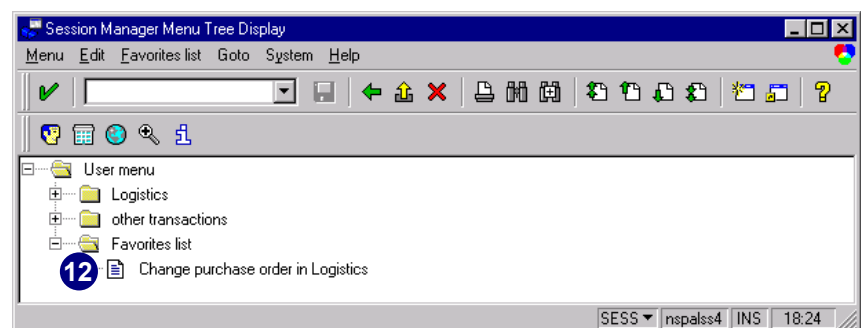 Session Manager Menu Tree Display
Menu Edit Favorites list Goto System Help
User menu
Logistics
other transactions
Favorites list
12 Change purchase order in Logistics
SESS nspalss4 INS 18:24